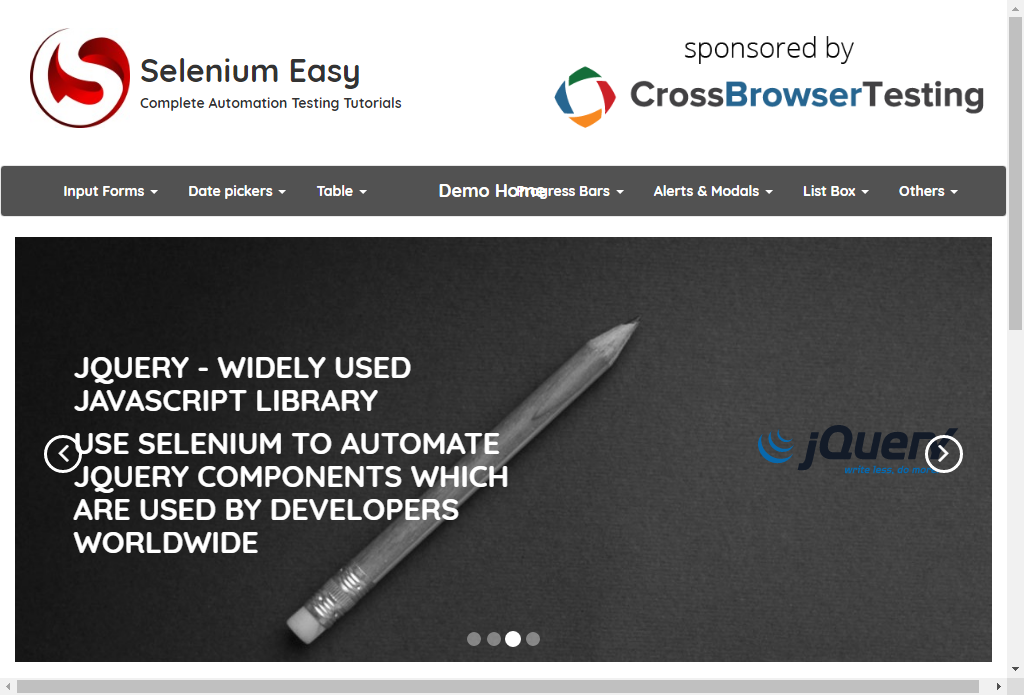 Selenium Easy
Complete Automation Testing Tutorials
sponsored by
CrossBrowserTesting
Input Forms
Date pickers
Table
Demo Home
Progress Bars
Alerts & Modals
List Box
Others
JQUERY - WIDELY USED
JAVASCRIPT LIBRARY
USE SELENIUM TO AUTOMATE
JQUERY COMPONENTS WHICH
ARE USED BY DEVELOPERS
WORLDWIDE
jQuery
write less, do more.